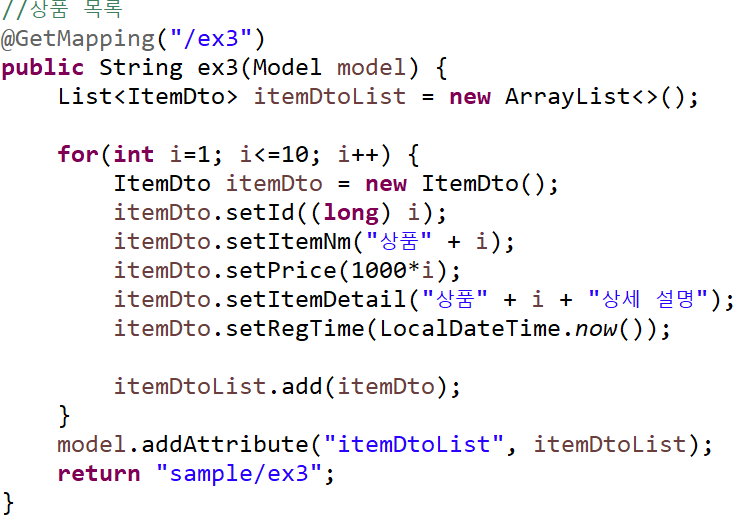 //상품 목록
@GetMapping("/ex3")
public String ex3(Model model) {
    List<ItemDto> itemDtoList = new ArrayList<>();

    for(int i=1; i<=10; i++) {
        ItemDto itemDto = new ItemDto();
        itemDto.setId((long) i);
        itemDto.setItemNm("상품" + i);
        itemDto.setPrice(1000*i);
        itemDto.setItemDetail("상품" + i + "상세 설명");
        itemDto.setRegTime(LocalDateTime.now());

        itemDtoList.add(itemDto);
    }
    model.addAttribute("itemDtoList", itemDtoList);
    return "sample/ex3";
}